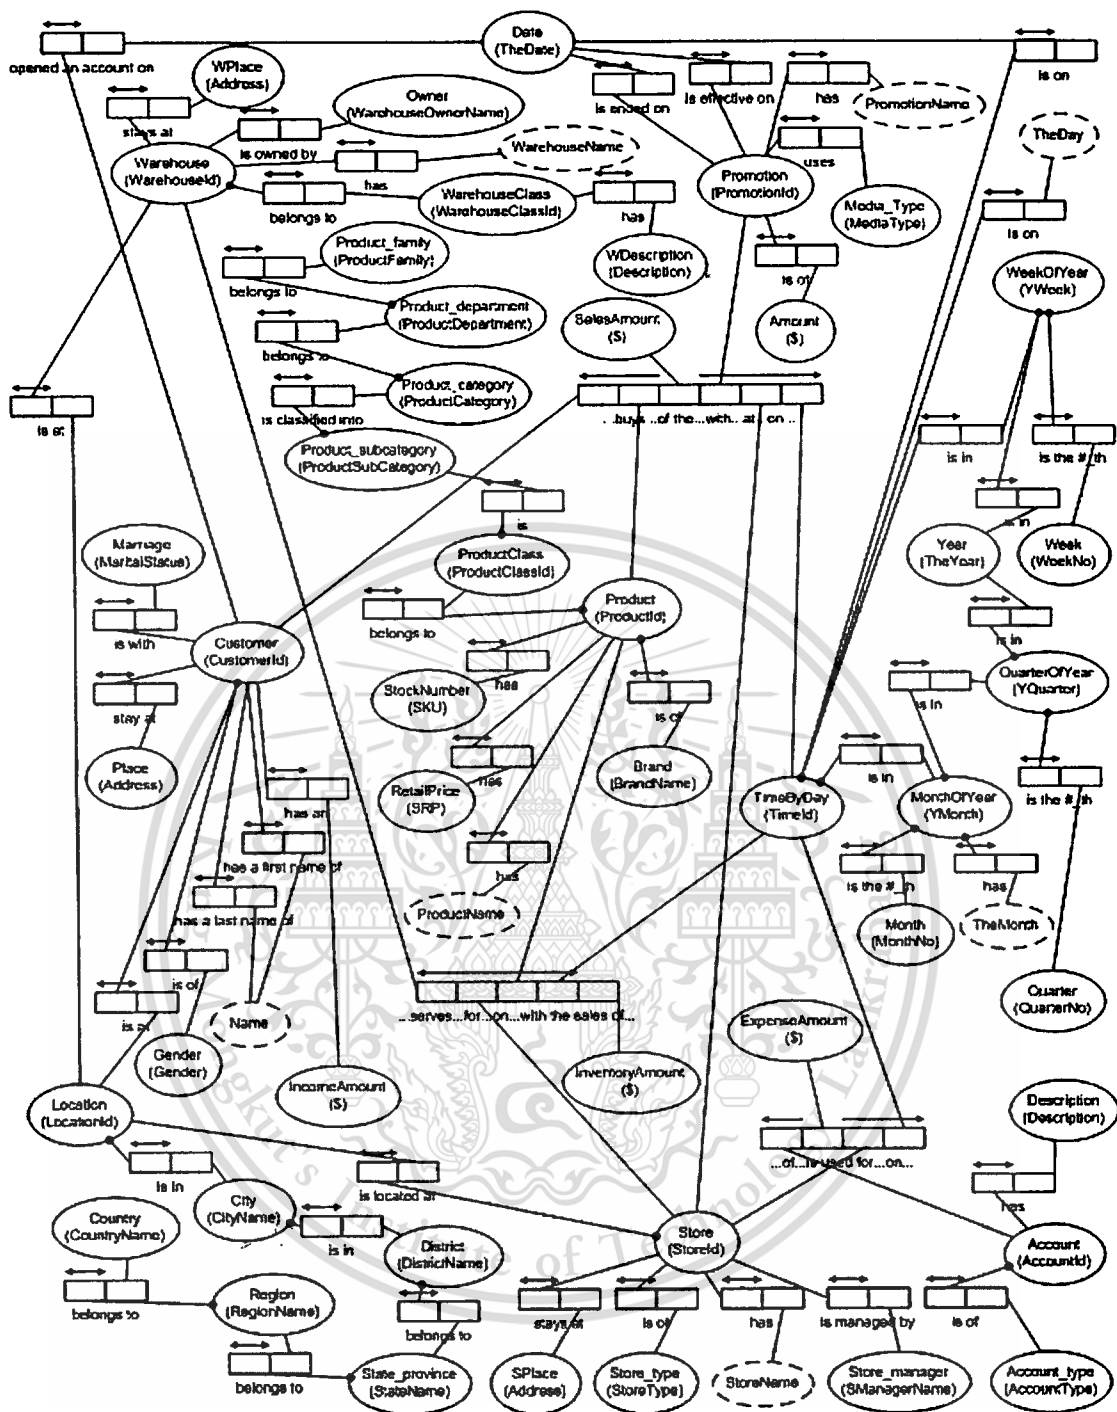 Date
(TheDate)
opened an account on
is on
WPlace
(Address)
stays at
Owner
(WarehouseOwnerName)
is owned by
is ended on
is effective on
has
PromotionName
TheDay
Warehouse
(WarehouseId)
WarehouseName
has
uses
Promotion
(PromotionId)
belongs to
WarehouseClass
(WarehouseClassId)
has
Media_Type
(MediaType)
is on
Product_family
(ProductFamily)
WDescription
(Description)
is of
belongs to
WeekOfYear
(YWeek)
Product_department
(ProductDepartment)
SalesAmount
($)
Amount
($)
belongs to
Product_category
(ProductCategory)
is at
is classified into
...buys...of the...with...at...on...
is in
is the #_th
Product_subcategory
(ProductSubCategory)
is
is in
Marriage
(MaritalStatus)
ProductClass
(ProductClassId)
Year
(TheYear)
Week
(WeekNo)
Product
(ProductId)
belongs to
is with
Customer
(CustomerId)
is in
has
StockNumber
(SKU)
QuarterOfYear
(YQuarter)
is in
stay at
is of
Place
(Address)
has
RetailPrice
(SRP)
Brand
(BrandName)
is in
TimeByDay
(TimeId)
MonthOfYear
(YMonth)
is the #_th
has an
has a first name of
has
is the #_th
has
has a last name of
ProductName
Month
(MonthNo)
TheMonth
is of
is at
Name
...serves...for...on...with the sales of...
Quarter
(QuarterNo)
ExpenseAmount
($)
Gender
(Gender)
IncomeAmount
($)
InventoryAmount
($)
Location
(LocationId)
Description
(Description)
...of...is used for...on...
is in
is located at
City
(CityName)
has
Country
(CountryName)
is in
District
(DistrictName)
Store
(StoreId)
Account
(AccountId)
belongs to
Region
(RegionName)
belongs to
stays at
is of
has
is managed by
is of
belongs to
State_province
(StateName)
SPlace
(Address)
Store_type
(StoreType)
StoreName
Store_manager
(SManagerName)
Account_type
(AccountType)